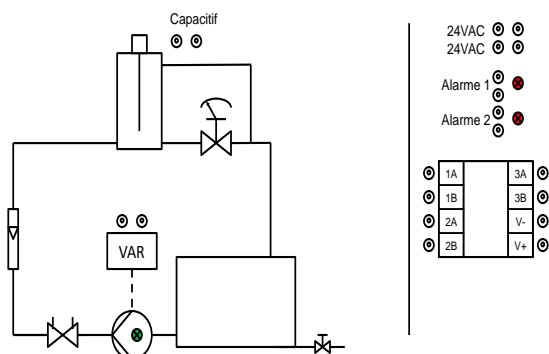 Capacitif
VAR
24VAC
24VAC
Alarme 1
Alarme 2
1A 3A
1B 3B
2A V-
2B V+